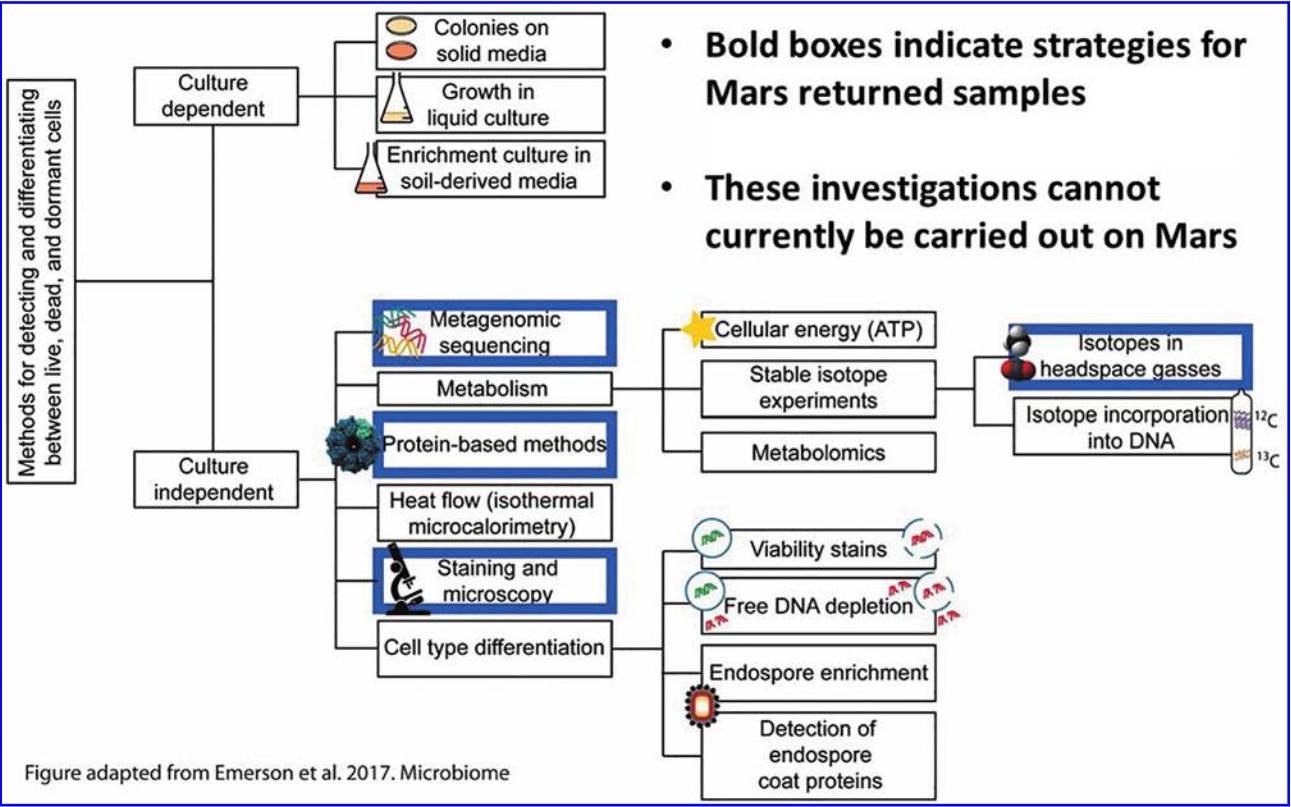 Methods for detecting and differentiating
between live, dead, and dormant cells
Culture
dependent
Colonies on
solid media
Growth in
liquid culture
Enrichment culture in
soil-derived media
• Bold boxes indicate strategies for
Mars returned samples
• These investigations cannot
currently be carried out on Mars
Culture
independent
Metagenomic
sequencing
Metabolism
Protein-based methods
Heat flow (isothermal
microcalorimetry)
Staining and
microscopy
Cell type differentiation
Cellular energy (ATP)
Stable isotope
experiments
Metabolomics
Isotopes in
headspace gasses
Isotope incorporation
into DNA
¹²C
¹³C
Viability stains
Free DNA depletion
Endospore enrichment
Detection of
endospore
coat proteins
Figure adapted from Emerson et al. 2017. Microbiome